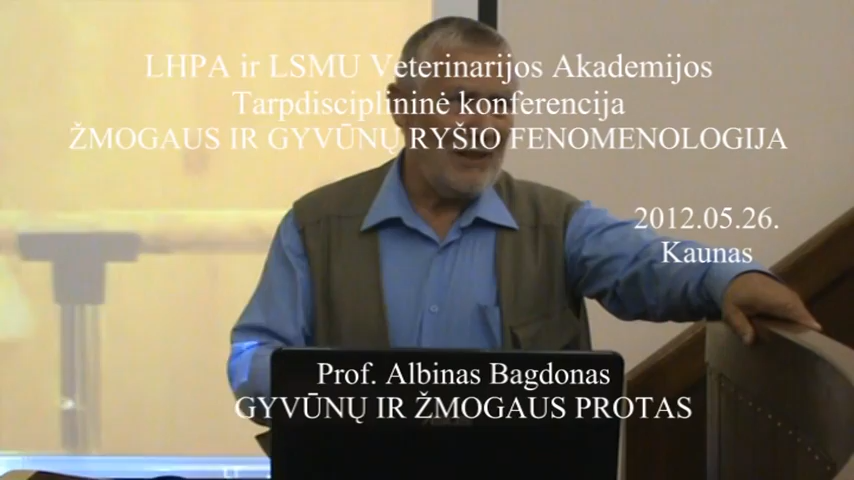 LHPA ir LSMU Veterinarijos Akademijos
Tarpdisciplininė konferencija
ŽMOGAUS IR GYVŪNŲ RYŠIO FENOMENOLOGIJA
2012.05.26.
Kaunas
Prof. Albinas Bagdonas
GYVŪNŲ IR ŽMOGAUS PROTAS